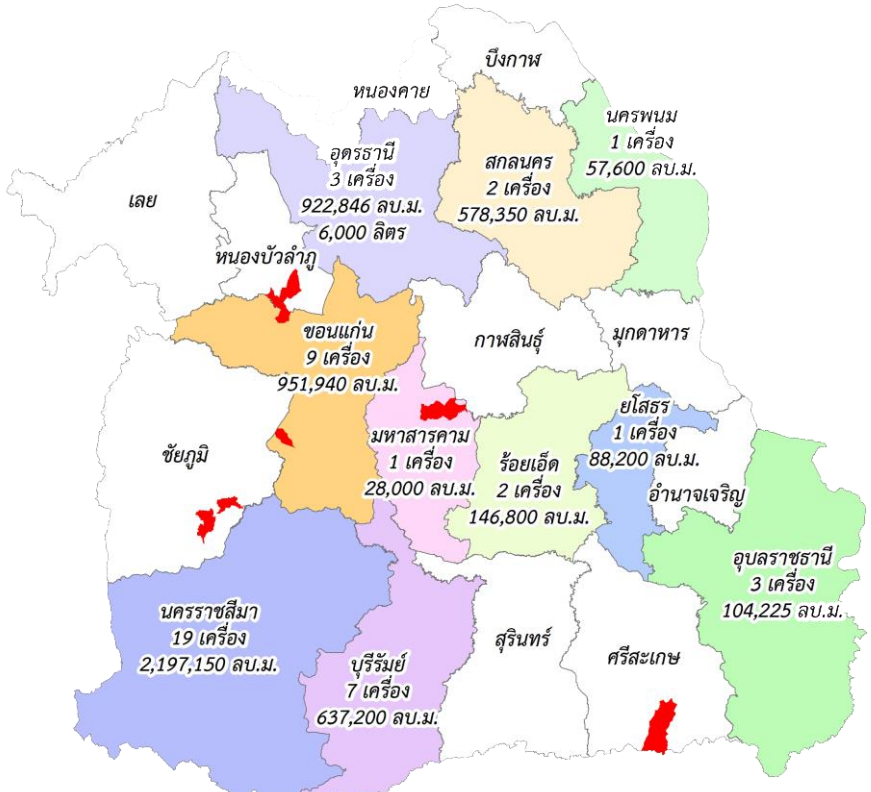 บึงกาฬ
หนองคาย
นครพนม
1 เครื่อง
57,600 ลบ.ม.
อุดรธานี
3 เครื่อง
922,846 ลบ.ม.
6,000 ลิตร
สกลนคร
2 เครื่อง
578,350 ลบ.ม.
เลย
หนองบัวลำภู
ขอนแก่น
9 เครื่อง
951,940 ลบ.ม.
กาฬสินธุ์
มุกดาหาร
ชัยภูมิ
มหาสารคาม
1 เครื่อง
28,000 ลบ.ม.
ร้อยเอ็ด
2 เครื่อง
146,800 ลบ.ม.
ยโสธร
1 เครื่อง
88,200 ลบ.ม.
อำนาจเจริญ
อุบลราชธานี
3 เครื่อง
104,225 ลบ.ม.
นครราชสีมา
19 เครื่อง
2,197,150 ลบ.ม.
บุรีรัมย์
7 เครื่อง
637,200 ลบ.ม.
สุรินทร์
ศรีสะเกษ